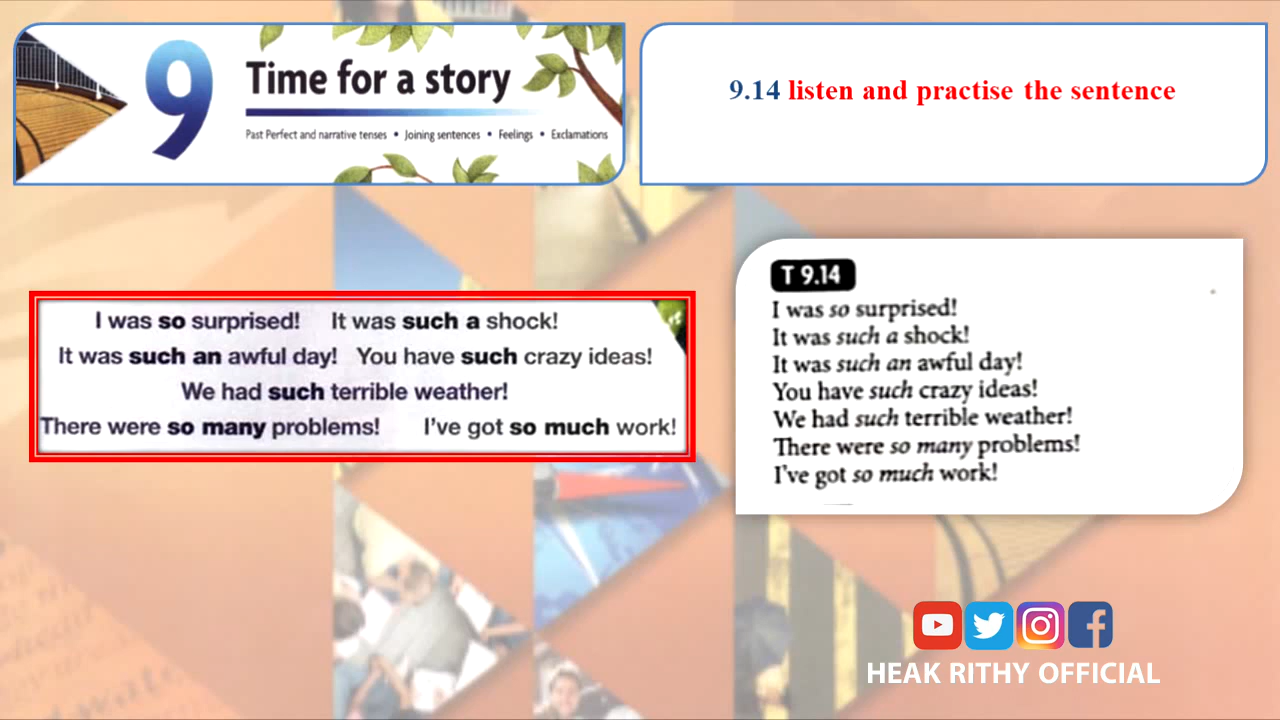 9
Time for a story
Past Perfect and narrative tenses • Joining sentences • Feelings • Exclamations
9.14 listen and practise the sentence
I was so surprised! It was such a shock!
It was such an awful day! You have such crazy ideas!
We had such terrible weather!
There were so many problems! I've got so much work!
T 9.14
I was so surprised!
It was such a shock!
It was such an awful day!
You have such crazy ideas!
We had such terrible weather!
There were so many problems!
I've got so much work!
HEAK RITHY OFFICIAL